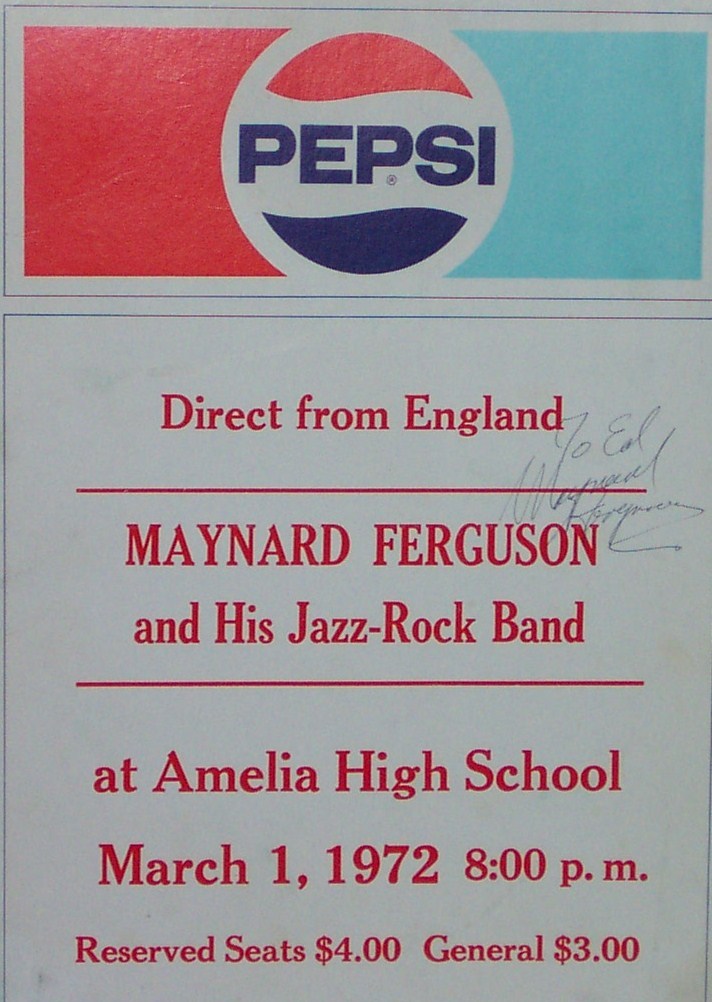 PEPSI
®
Direct from England
To Ed
Maynard
Ferguson
MAYNARD FERGUSON
and His Jazz-Rock Band
at Amelia High School
March 1, 1972 8:00 p. m.
Reserved Seats $4.00 General $3.00